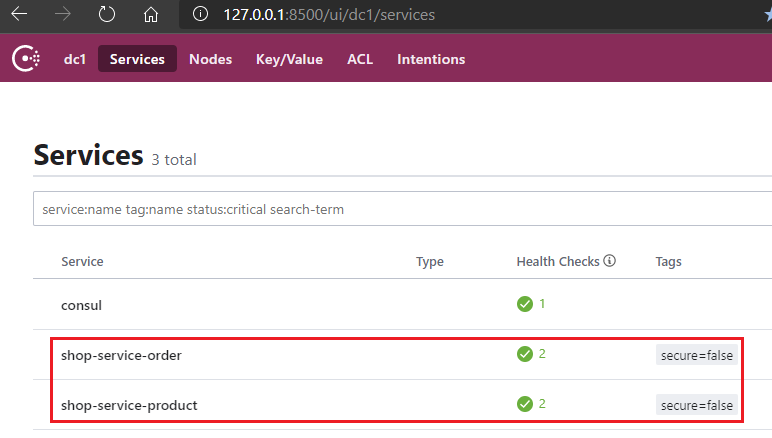 127.0.0.1:8500/ui/dc1/services
dc1 Services Nodes Key/Value ACL Intentions
Services 3 total
service:name tag:name status:critical search-term
Service Type Health Checks Tags
consul 1
shop-service-order 2 secure=false
shop-service-product 2 secure=false